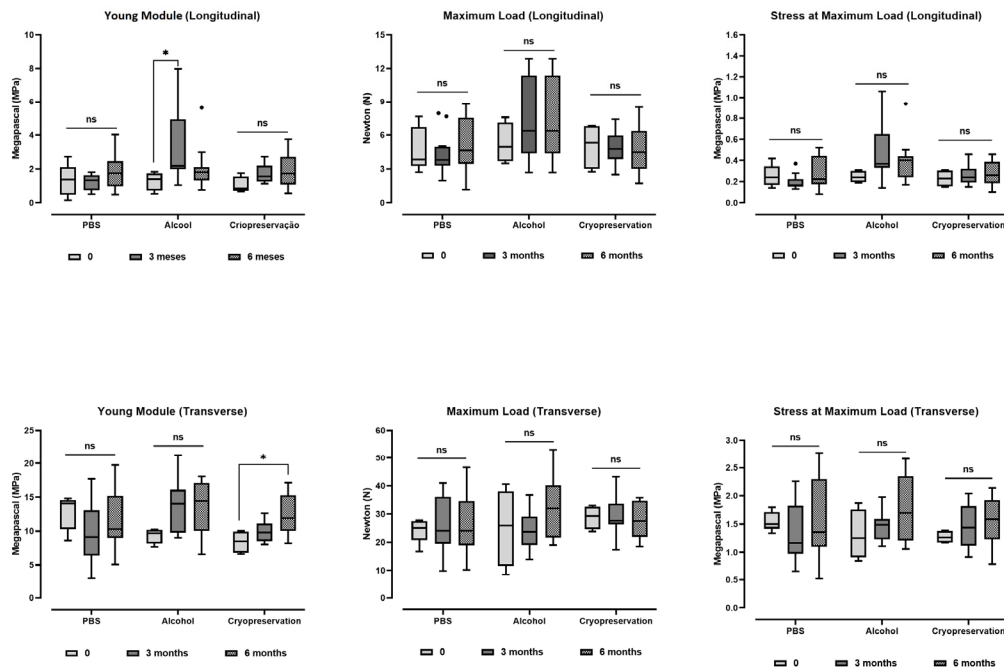 Young Module (Longitudinal)
Megapascal (MPa)
10
8
6
4
2
0
ns
*
ns
PBS
Alcool
Criopreservação
0
3 meses
6 meses
Maximum Load (Longitudinal)
Newton (N)
15
12
9
6
3
0
ns
ns
ns
PBS
Alcohol
Cryopreservation
0
3 months
6 months
Stress at Maximum Load (Longitudinal)
Megapascal (MPa)
1.6
1.4
1.2
1.0
0.8
0.6
0.4
0.2
0.0
ns
ns
ns
PBS
Alcohol
Cryopreservation
0
3 months
6 months
Young Module (Transverse)
Megapascal (MPa)
25
20
15
10
5
0
ns
ns
*
PBS
Alcohol
Cryopreservation
0
3 months
6 months
Maximum Load (Transverse)
Newton (N)
60
50
40
30
20
10
0
ns
ns
ns
PBS
Alcohol
Cryopreservation
0
3 months
6 months
Stress at Maximum Load (Transverse)
Megapascal (MPa)
3.0
2.5
2.0
1.5
1.0
0.5
0.0
ns
ns
ns
PBS
Alcohol
Cryopreservation
0
3 months
6 months